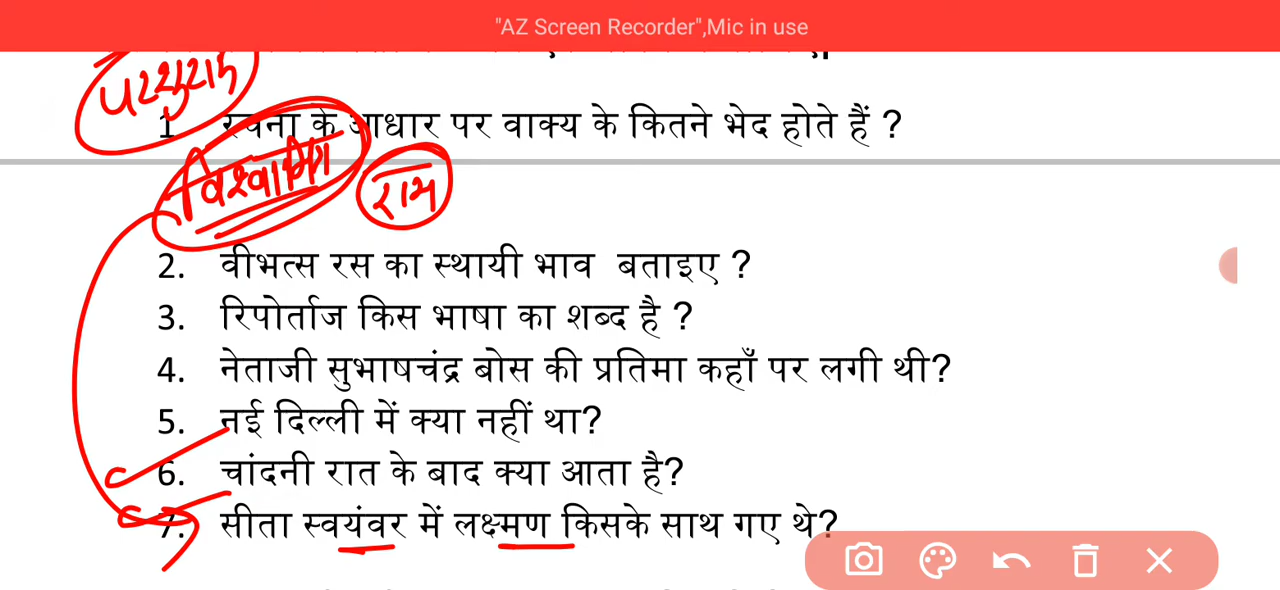 "AZ Screen Recorder",Mic in use
परशुराम
1 रचना के आधार पर वाक्य के कितने भेद होते हैं ?
विश्वामित्र
राम
2. वीभत्स रस का स्थायी भाव बताइए ?
3. रिपोर्ताज किस भाषा का शब्द है ?
4. नेताजी सुभाषचंद्र बोस की प्रतिमा कहाँ पर लगी थी?
5. नई दिल्ली में क्या नहीं था?
6. चांदनी रात के बाद क्या आता है?
7. सीता स्वयंवर में लक्ष्मण किसके साथ गए थे?